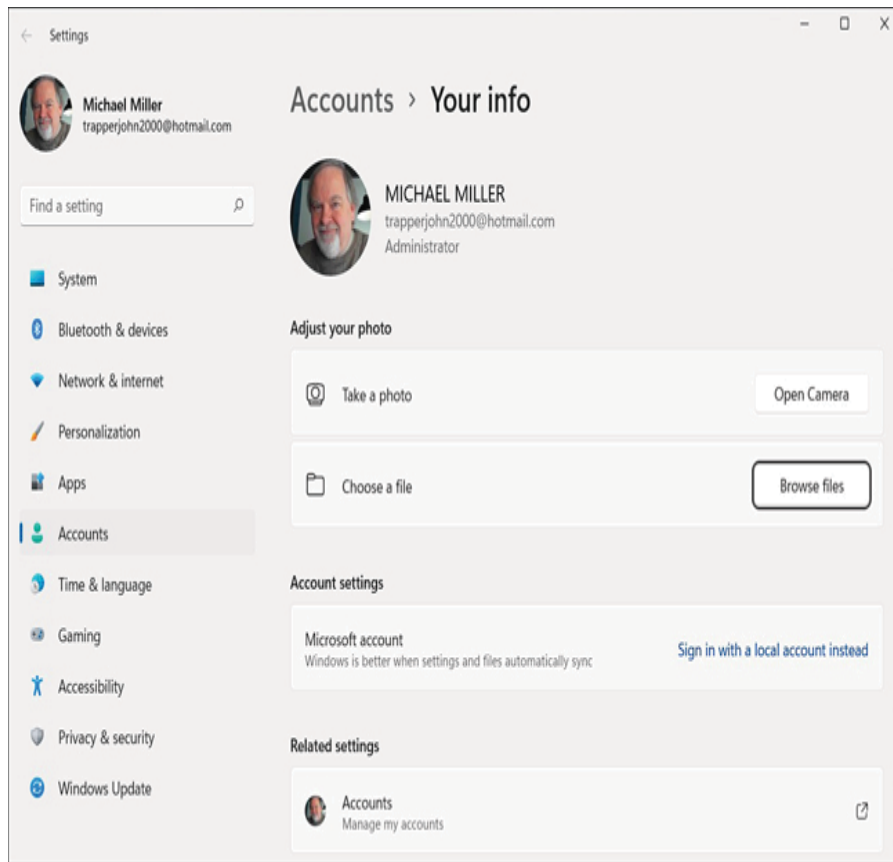 Settings
Michael Miller
trapperjohn2000@hotmail.com
Find a setting
System
Bluetooth & devices
Network & internet
Personalization
Apps
Accounts
Time & language
Gaming
Accessibility
Privacy & security
Windows Update
Accounts > Your info
MICHAEL MILLER
trapperjohn2000@hotmail.com
Administrator
Adjust your photo
Take a photo
Open Camera
Choose a file
Browse files
Account settings
Microsoft account
Windows is better when settings and files automatically sync
Sign in with a local account instead
Related settings
Accounts
Manage my accounts